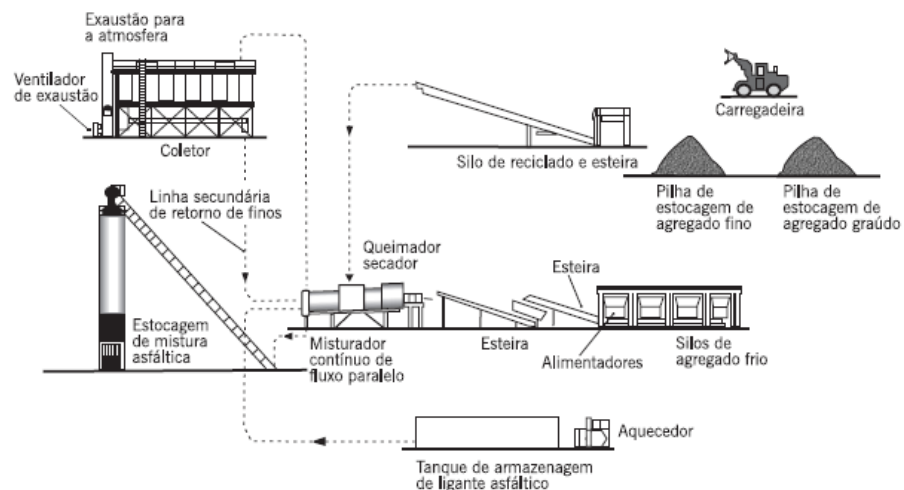 Exaustão para
a atmosfera
Ventilador
de exaustão
Coletor
Carregadeira
Silo de reciclado e esteira
Pilha de
estocagem de
agregado fino
Pilha de
estocagem de
agregado graúdo
Linha secundária
de retorno de finos
Queimador
secador
Esteira
Estocagem
de mistura
asfáltica
Misturador
contínuo de
fluxo paralelo
Esteira
Alimentadores
Silos de
agregado frio
Aquecedor
Tanque de armazenagem
de ligante asfáltico